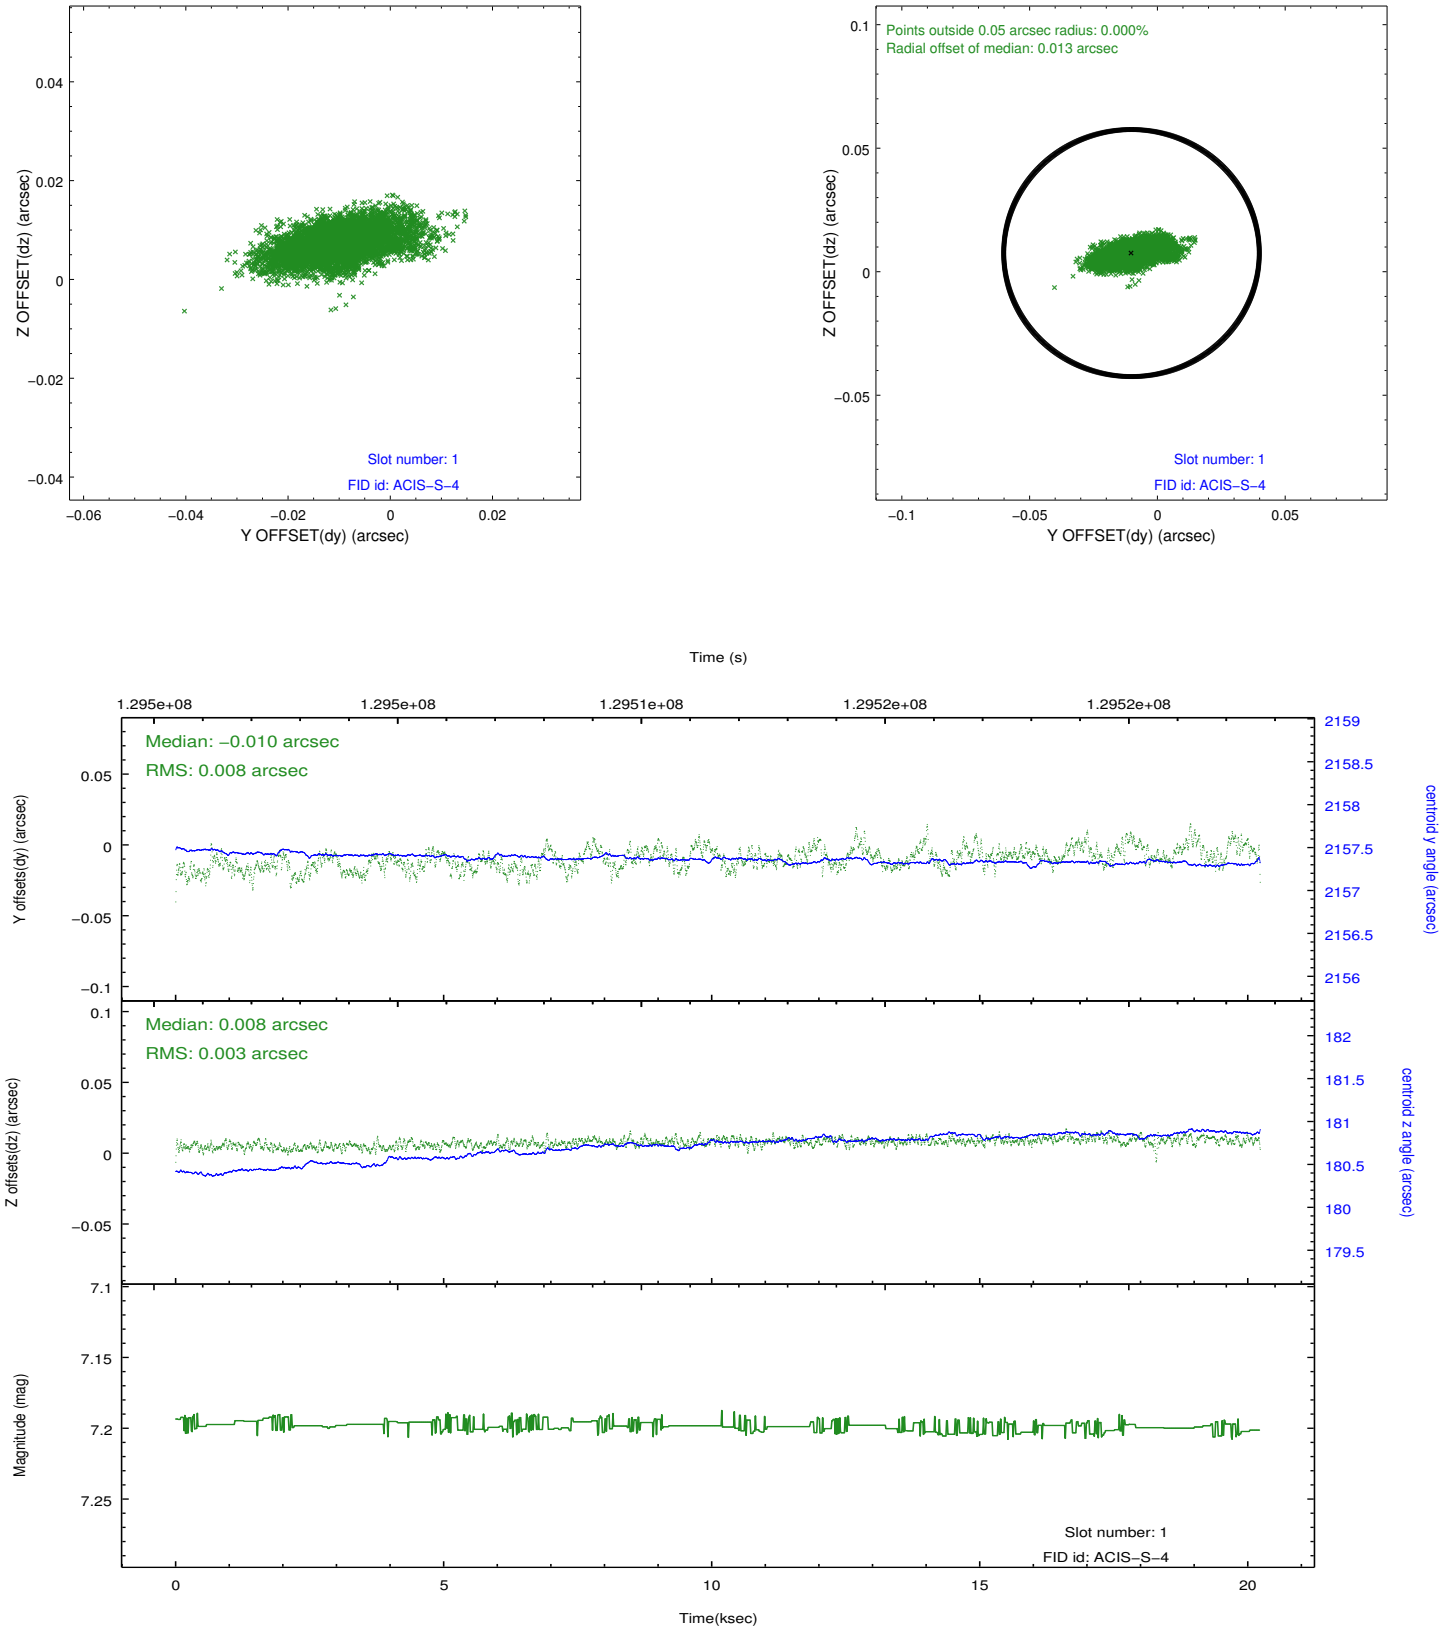 0.04
0.02
0
−0.02
−0.04
Z OFFSET(dz) (arcsec)
Slot number: 1
FID id: ACIS−S−4
−0.06
−0.04
−0.02
0
0.02
Y OFFSET(dy) (arcsec)
Points outside 0.05 arcsec radius: 0.000%
Radial offset of median: 0.013 arcsec
0.1
0.05
0
−0.05
Z OFFSET(dz) (arcsec)
Slot number: 1
FID id: ACIS−S−4
−0.1
−0.05
0
0.05
Y OFFSET(dy) (arcsec)
Time (s)
1.295e+08
1.295e+08
1.2951e+08
1.2952e+08
1.2952e+08
Median: −0.010 arcsec
RMS: 0.008 arcsec
0.05
0
−0.05
−0.1
Y offsets(dy) (arcsec)
2159
2158.5
2158
2157.5
2157
2156.5
2156
centroid y angle (arcsec)
Median: 0.008 arcsec
RMS: 0.003 arcsec
0.1
0.05
0
−0.05
Z offsets(dz) (arcsec)
182
181.5
181
180.5
180
179.5
centroid z angle (arcsec)
7.1
7.15
7.2
7.25
Magnitude (mag)
Slot number: 1
FID id: ACIS−S−4
0
5
10
15
20
Time(ksec)